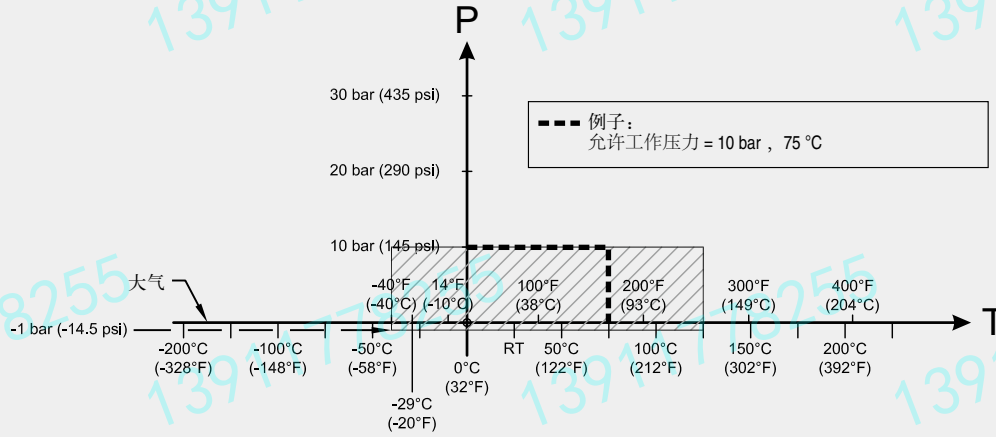 P
30 bar (435 psi)
例子：
允许工作压力 = 10 bar ，75 °C
20 bar (290 psi)
10 bar (145 psi)
-40°F 14°F 100°F 200°F 300°F 400°F
(-40°C) (-10°C) (38°C) (93°C) (149°C) (204°C)
大气
-1 bar (-14.5 psi)
T
-200°C -100°C -50°C 0°C RT 50°C 100°C 150°C 200°C
(-328°F) (-148°F) (-58°F) (32°F) (122°F) (212°F) (302°F) (392°F)
-29°C
(-20°F)